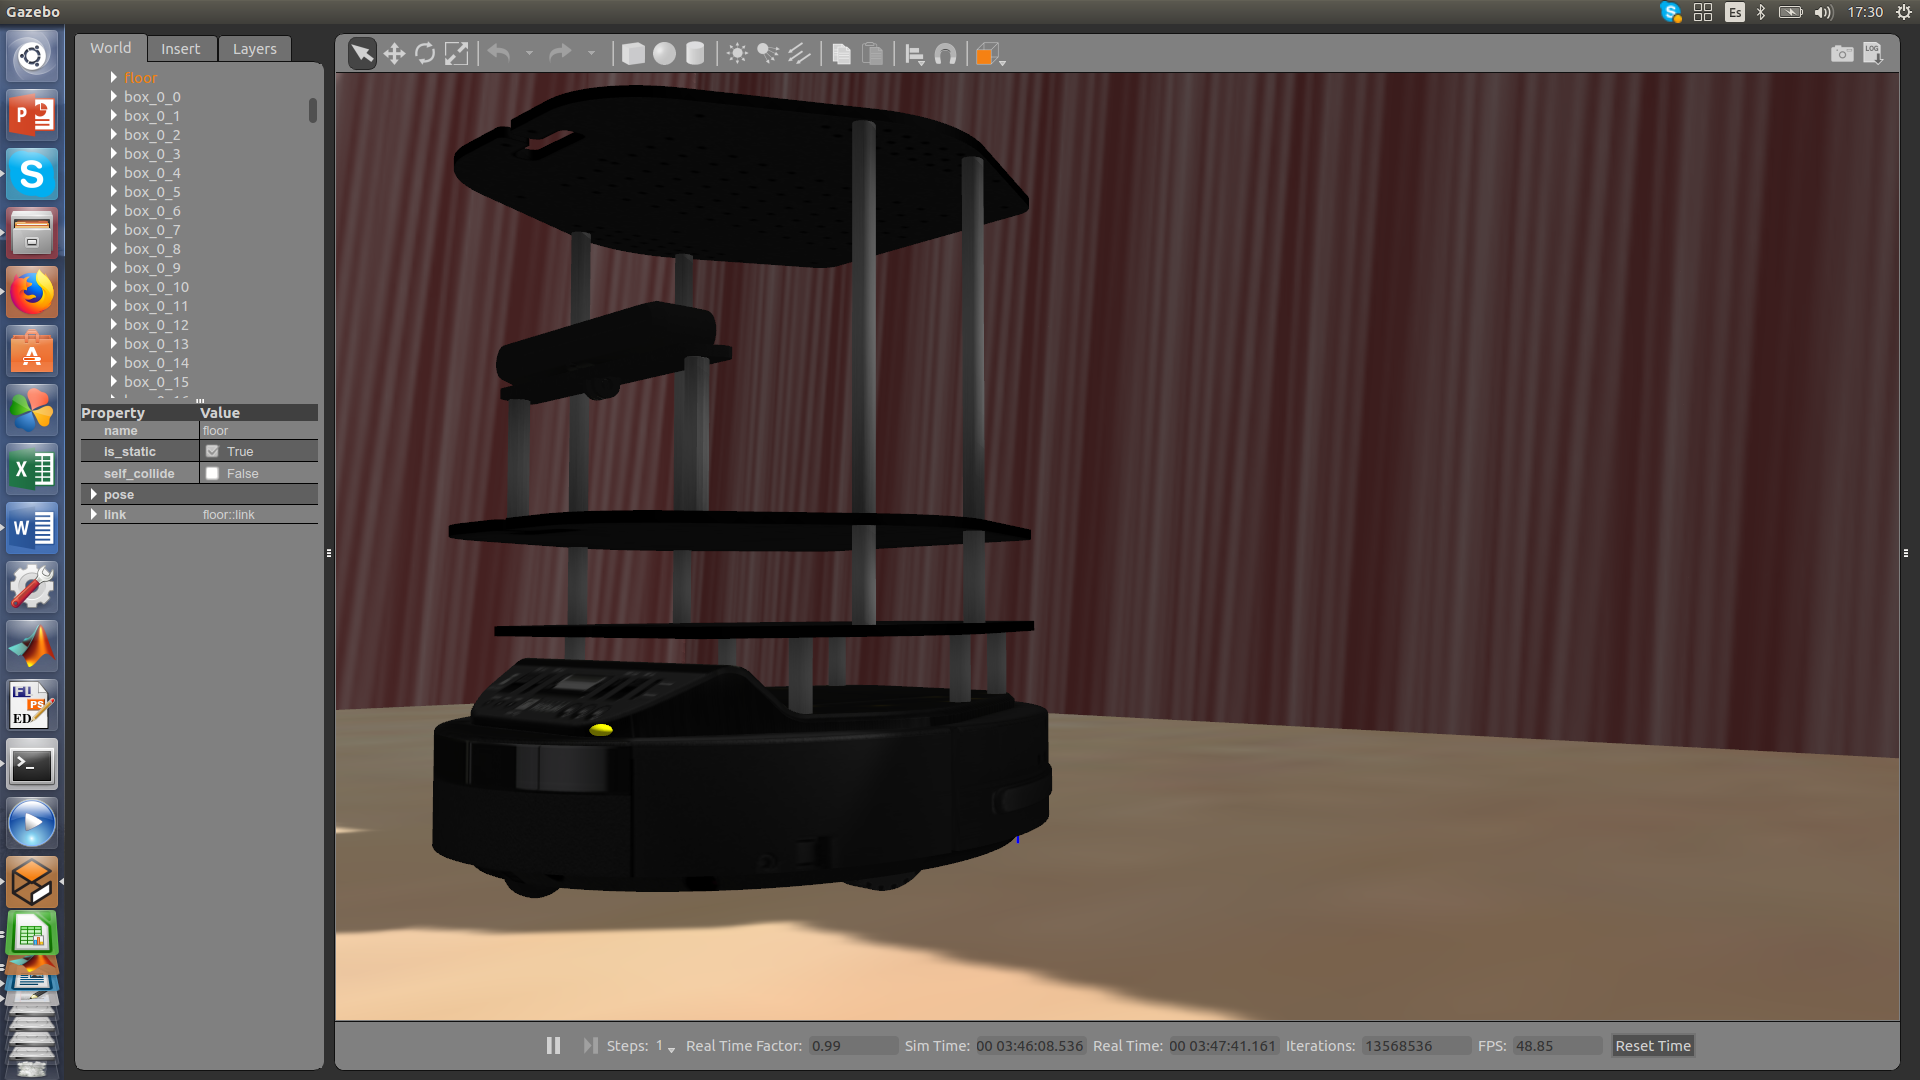 Gazebo
Es
17:30
World
Insert
Layers
LOG
floor
box_0_0
box_0_1
box_0_2
box_0_3
box_0_4
box_0_5
box_0_6
box_0_7
box_0_8
box_0_9
box_0_10
box_0_11
box_0_12
box_0_13
box_0_14
box_0_15
Property Value
name floor
is_static True
self_collide False
pose
link floor::link
Steps: 1
Real Time Factor: 0.99
Sim Time: 00 03:46:08.536
Real Time: 00 03:47:41.161
Iterations: 13568536
FPS: 48.85
Reset Time